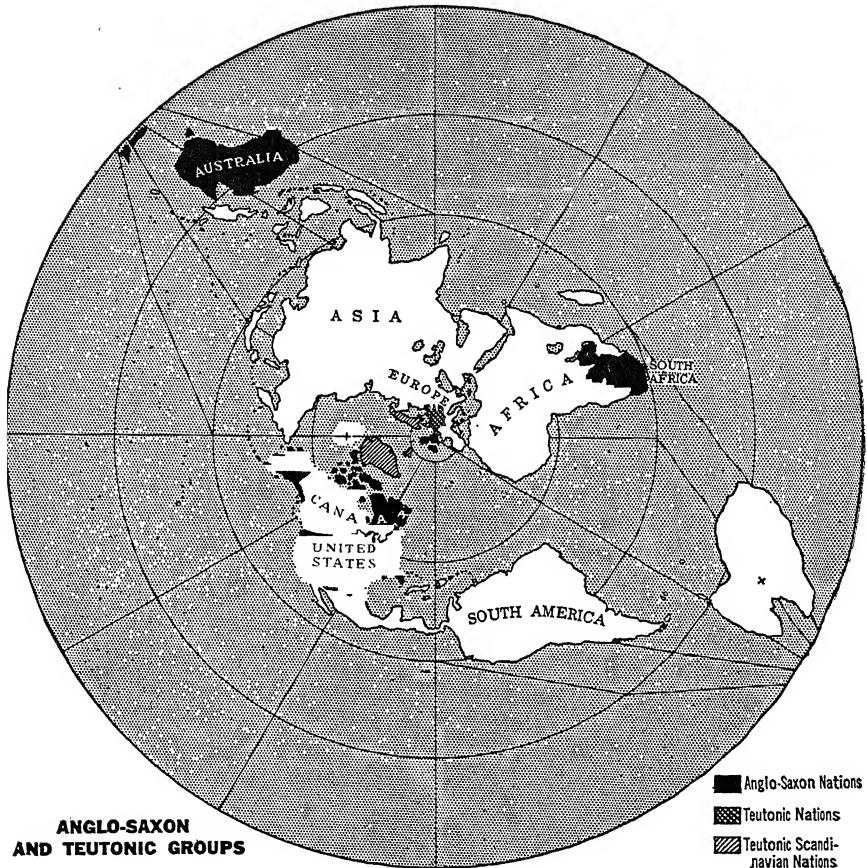 AUSTRALIA
ASIA
EUROPE
AFRICA
SOUTH
AFRICA
CANA A
UNITED
STATES
SOUTH AMERICA
x
Anglo-Saxon Nations
Teutonic Nations
Teutonic Scandi-
navian Nations
ANGLO-SAXON
AND TEUTONIC GROUPS